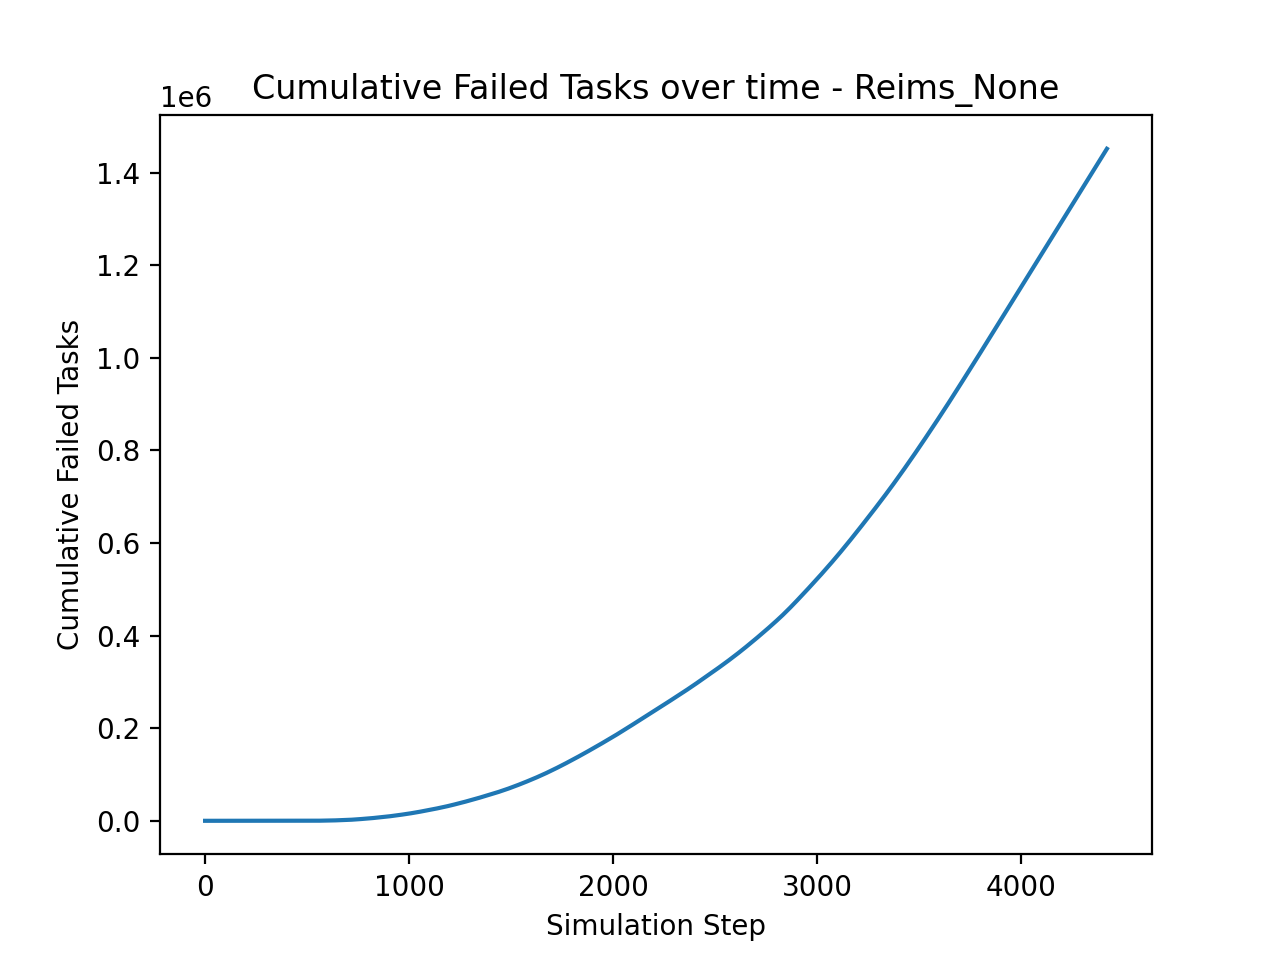 Cumulative Failed Tasks over time - Reims_None
1e6
1.4
1.2
1.0
0.8
0.6
0.4
0.2
0.0
Cumulative Failed Tasks
0 1000 2000 3000 4000
Simulation Step